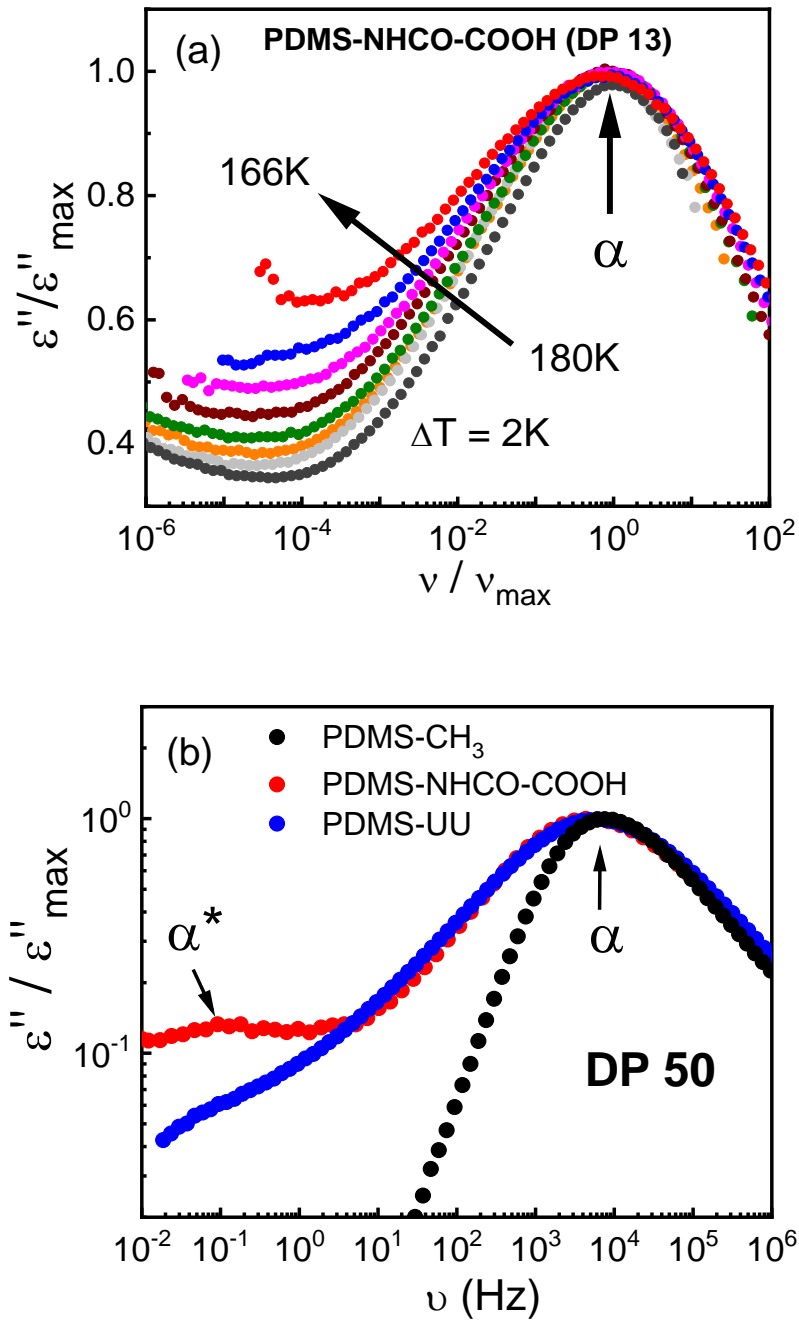 (a) PDMS-NHCO-COOH (DP 13)
1.0
0.8
0.6
0.4
ε''/ε''max
166K
α
180K
ΔT = 2K
10-6 10-4 10-2 100 102
ν / νmax
(b)
PDMS-CH3
PDMS-NHCO-COOH
PDMS-UU
100
10-1
ε'' / ε''max
α*
α
DP 50
10-2 10-1 100 101 102 103 104 105 106
υ (Hz)